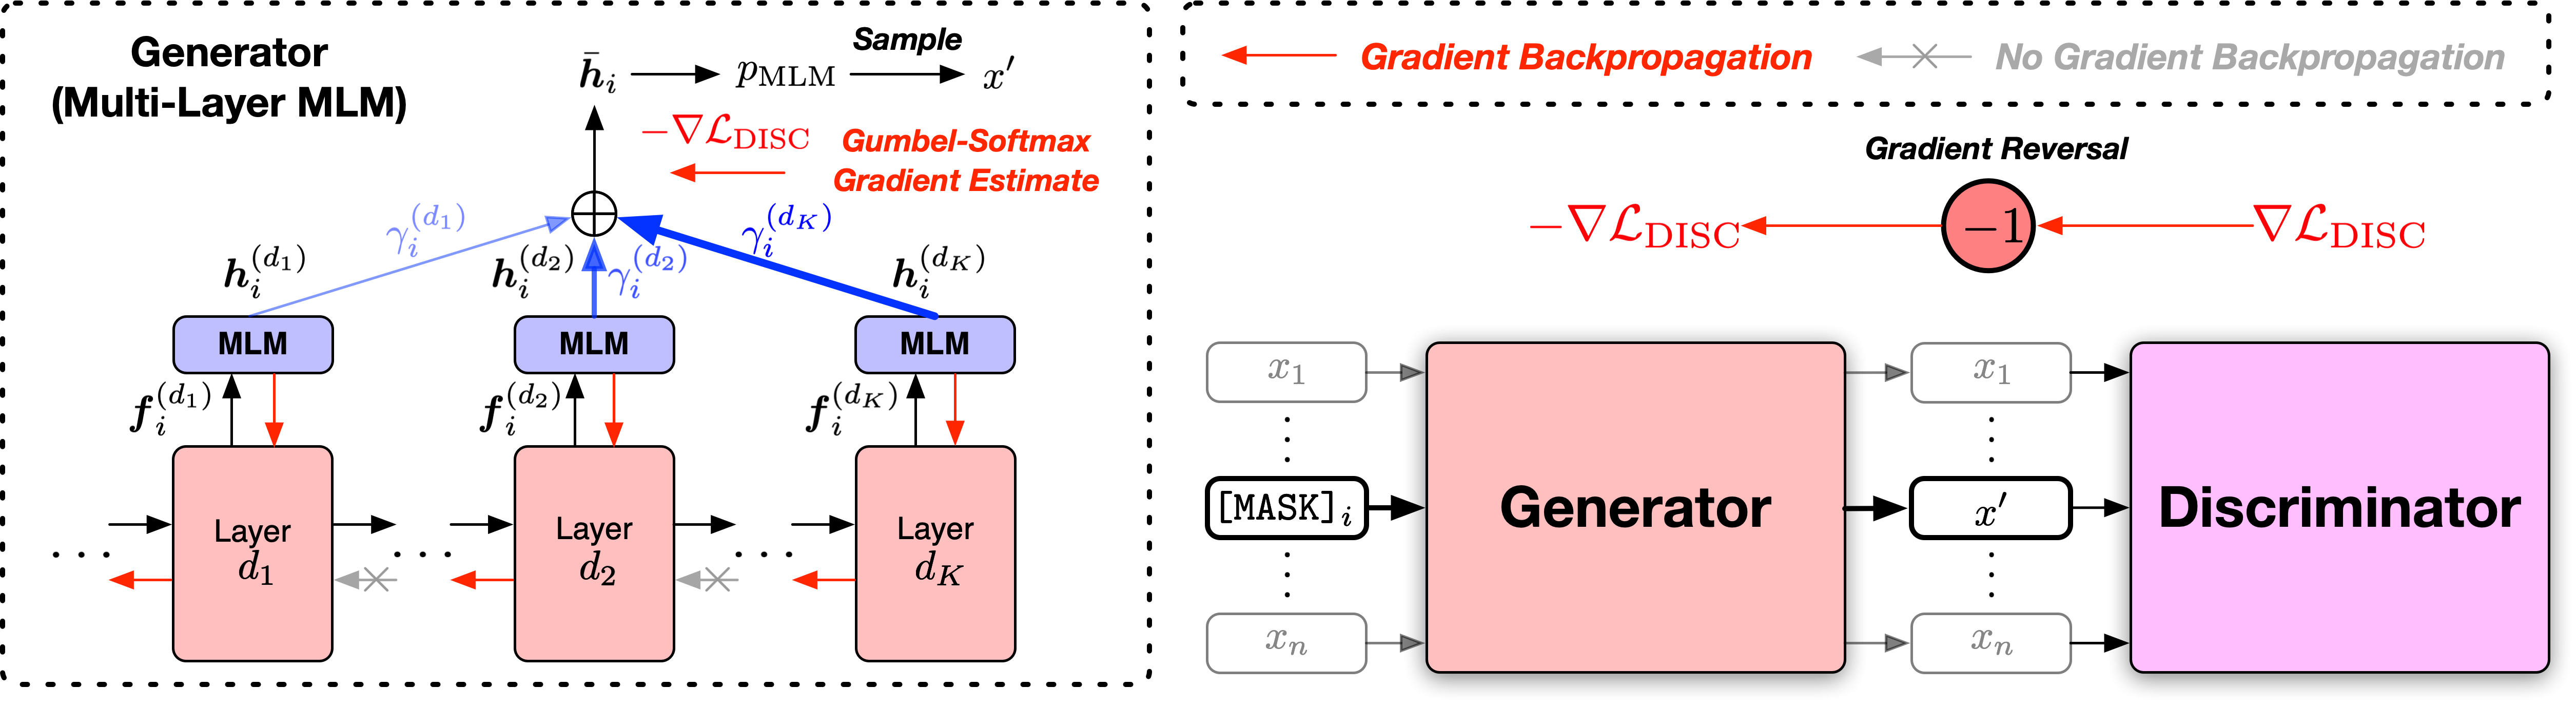 Generator
(Multi-Layer MLM)
$\bar{h}_i$ $p_{\text{MLM}}$ Sample $x'$
$-\nabla\mathcal{L}_{\text{DISC}}$ Gumbel-Softmax
Gradient Estimate
$\gamma_i^{(d_1)}$ $\gamma_i^{(d_2)}$ $\gamma_i^{(d_K)}$
$h_i^{(d_1)}$ $h_i^{(d_2)}$ $h_i^{(d_K)}$
MLM MLM MLM
$f_i^{(d_1)}$ $f_i^{(d_2)}$ $f_i^{(d_K)}$
Layer $d_1$
Layer $d_2$
Layer $d_K$
Gradient Backpropagation No Gradient Backpropagation
Gradient Reversal
$-\nabla\mathcal{L}_{\text{DISC}}$ $-1$ $\nabla\mathcal{L}_{\text{DISC}}$
$x_1$ $x_1$
[MASK]$_i$ Generator $x'$ Discriminator
$x_n$ $x_n$